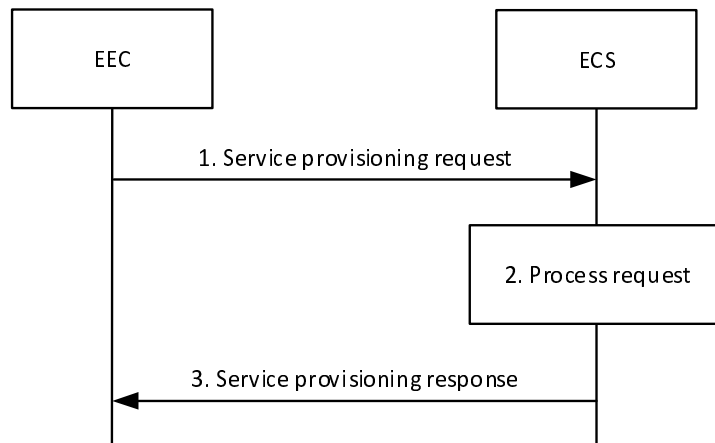 EEC
ECS
1. Service provisioning request
2. Process request
3. Service provisioning response